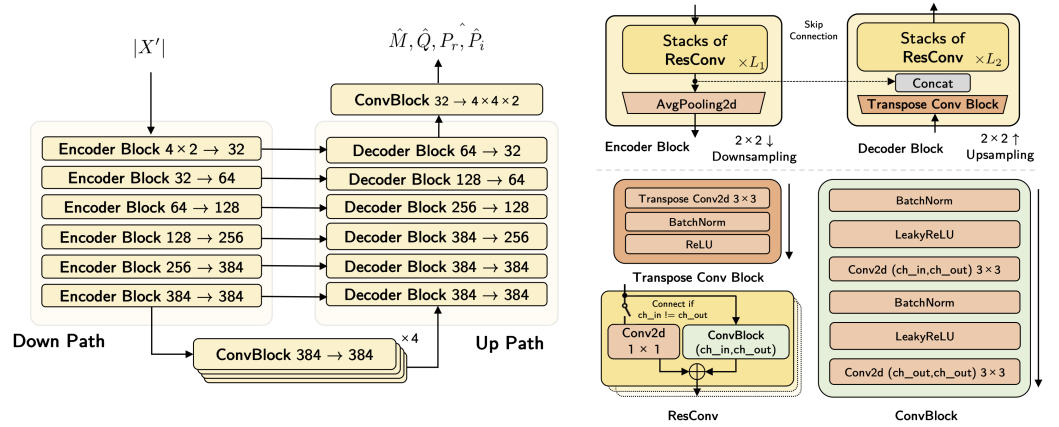 |X′|
M̂, Q̂, P̂_r, P̂_i
ConvBlock 32 → 4×4×2
Encoder Block 4×2 → 32
Encoder Block 32 → 64
Encoder Block 64 → 128
Encoder Block 128 → 256
Encoder Block 256 → 384
Encoder Block 384 → 384
Down Path
Decoder Block 64 → 32
Decoder Block 128 → 64
Decoder Block 256 → 128
Decoder Block 384 → 256
Decoder Block 384 → 384
Decoder Block 384 → 384
Up Path
ConvBlock 384 → 384
×4
Stacks of
ResConv ×L₁
AvgPooling2d
Encoder Block
2×2 ↓
Downsampling
Skip
Connection
Stacks of
ResConv ×L₂
Concat
Transpose Conv Block
Decoder Block
2×2 ↑
Upsampling
Transpose Conv2d 3×3
BatchNorm
ReLU
Transpose Conv Block
Connect if
ch_in != ch_out
Conv2d
1 × 1
ConvBlock
(ch_in,ch_out)
ResConv
BatchNorm
LeakyReLU
Conv2d (ch_in,ch_out) 3×3
BatchNorm
LeakyReLU
Conv2d (ch_out,ch_out) 3×3
ConvBlock